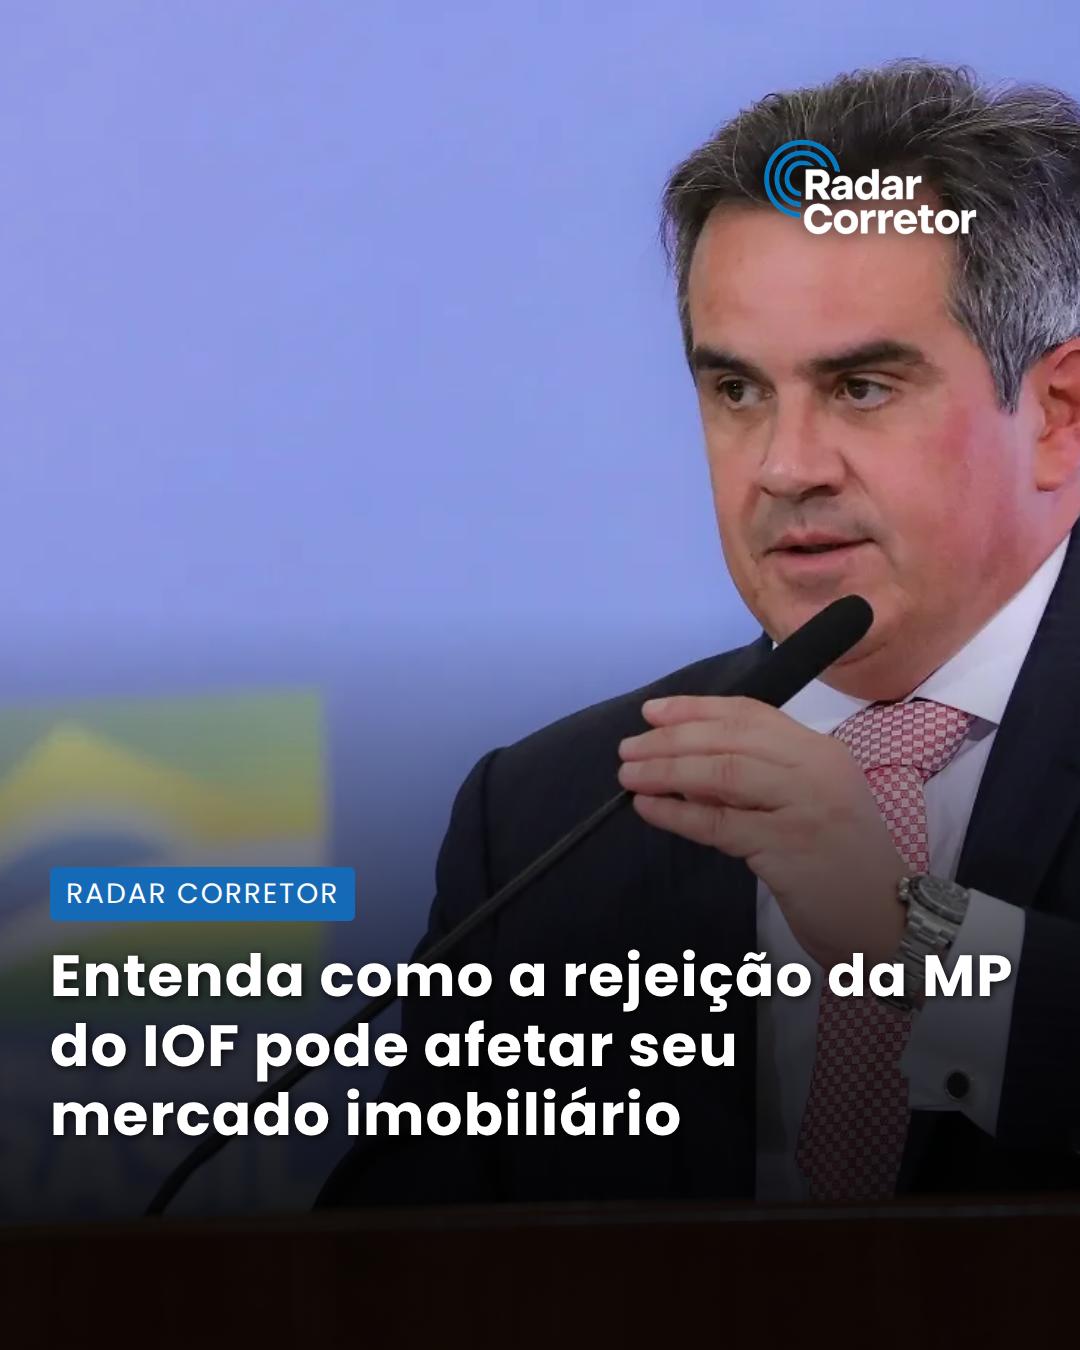 Radar
Corretor
RADAR CORRETOR
Entenda como a rejeição da MP
do IOF pode afetar seu
mercado imobiliário